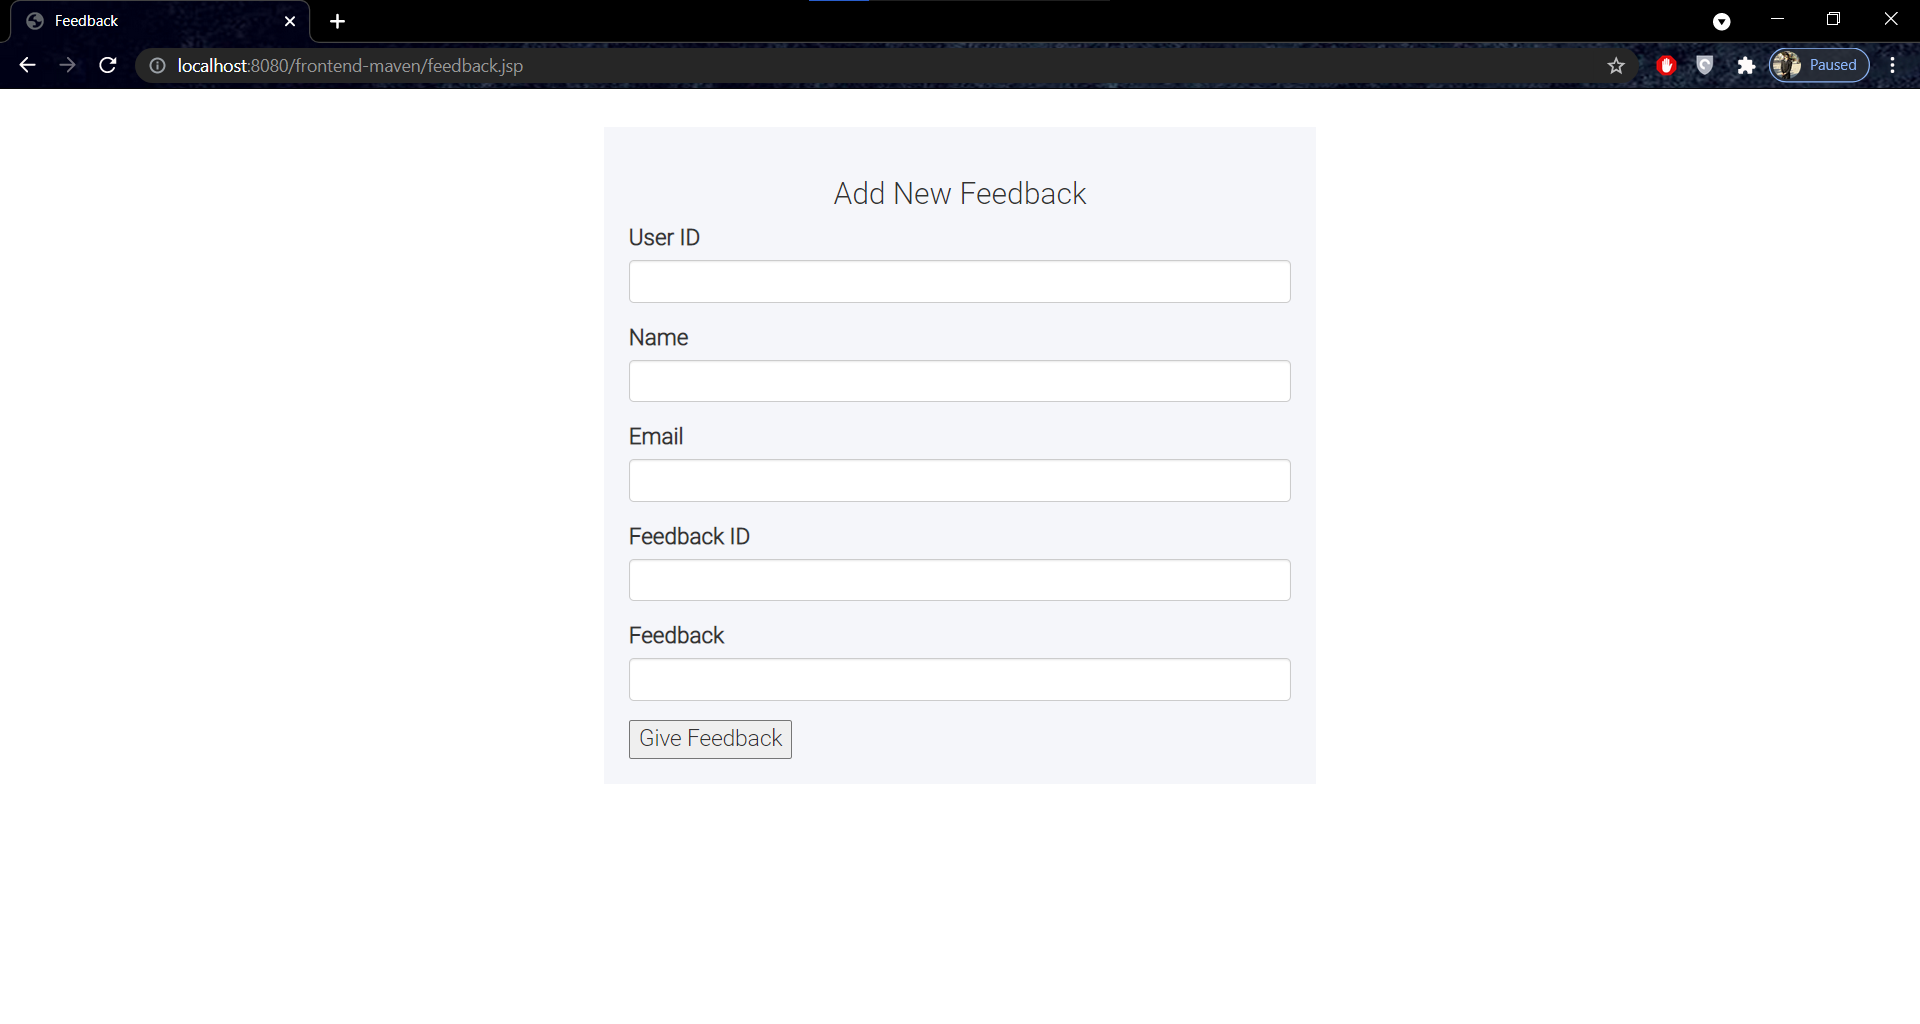 Feedback
localhost:8080/frontend-maven/feedback.jsp
Paused
Add New Feedback
User ID
Name
Email
Feedback ID
Feedback
Give Feedback